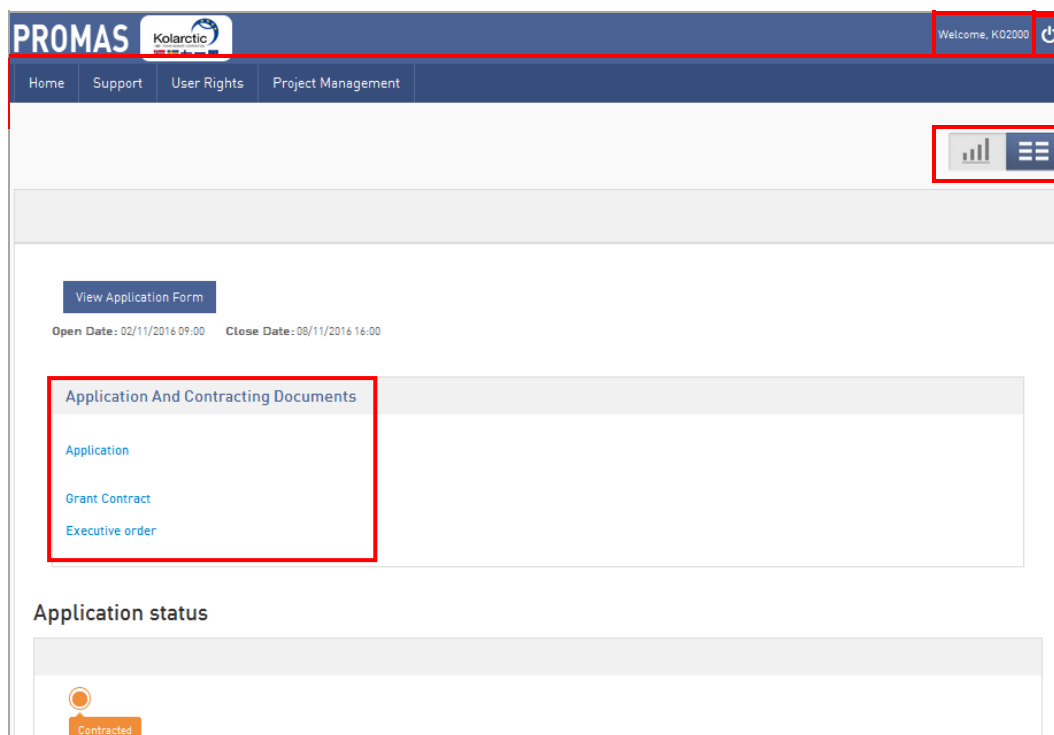 PROMAS
Kolarctic
Welcome, KO2000
Home Support User Rights Project Management
View Application Form
Open Date: 02/11/2016 09:00 Close Date: 08/11/2016 16:00
Application And Contracting Documents
Application
Grant Contract
Executive order
Application status
Contracted